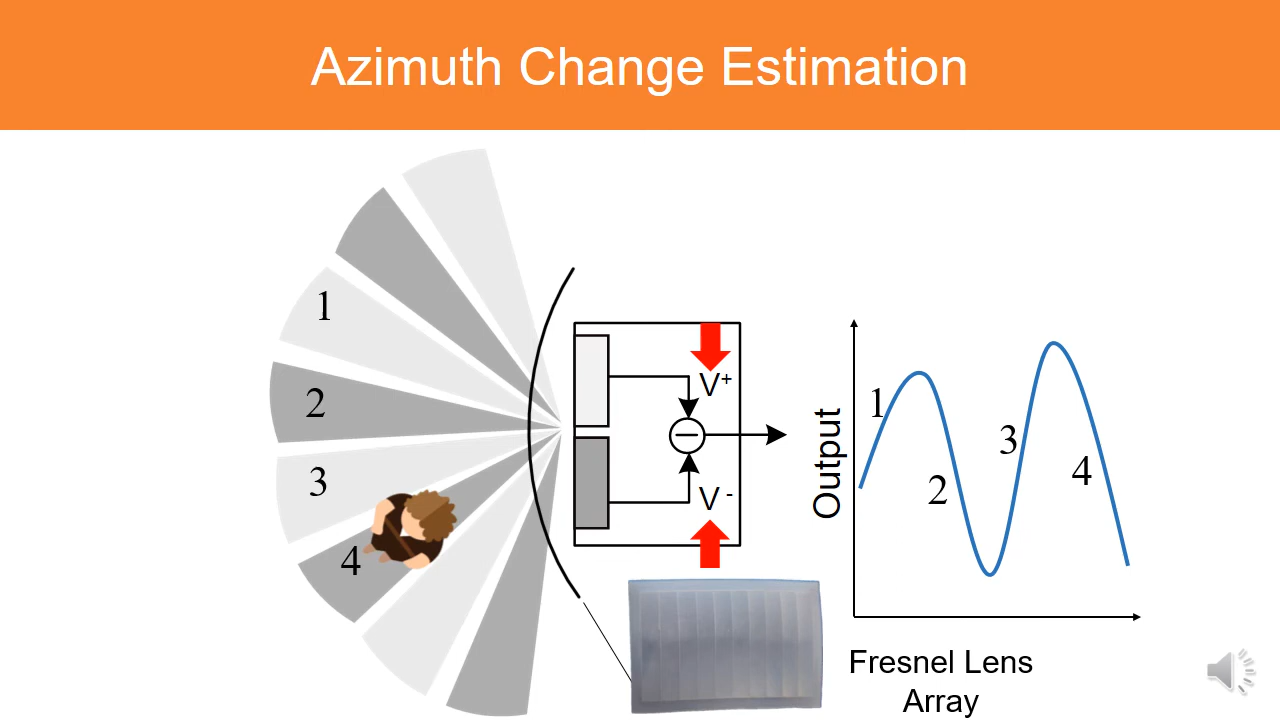 Azimuth Change Estimation
1
2
3
4
V+
V -
Output
1
2
3
4
Fresnel Lens
Array